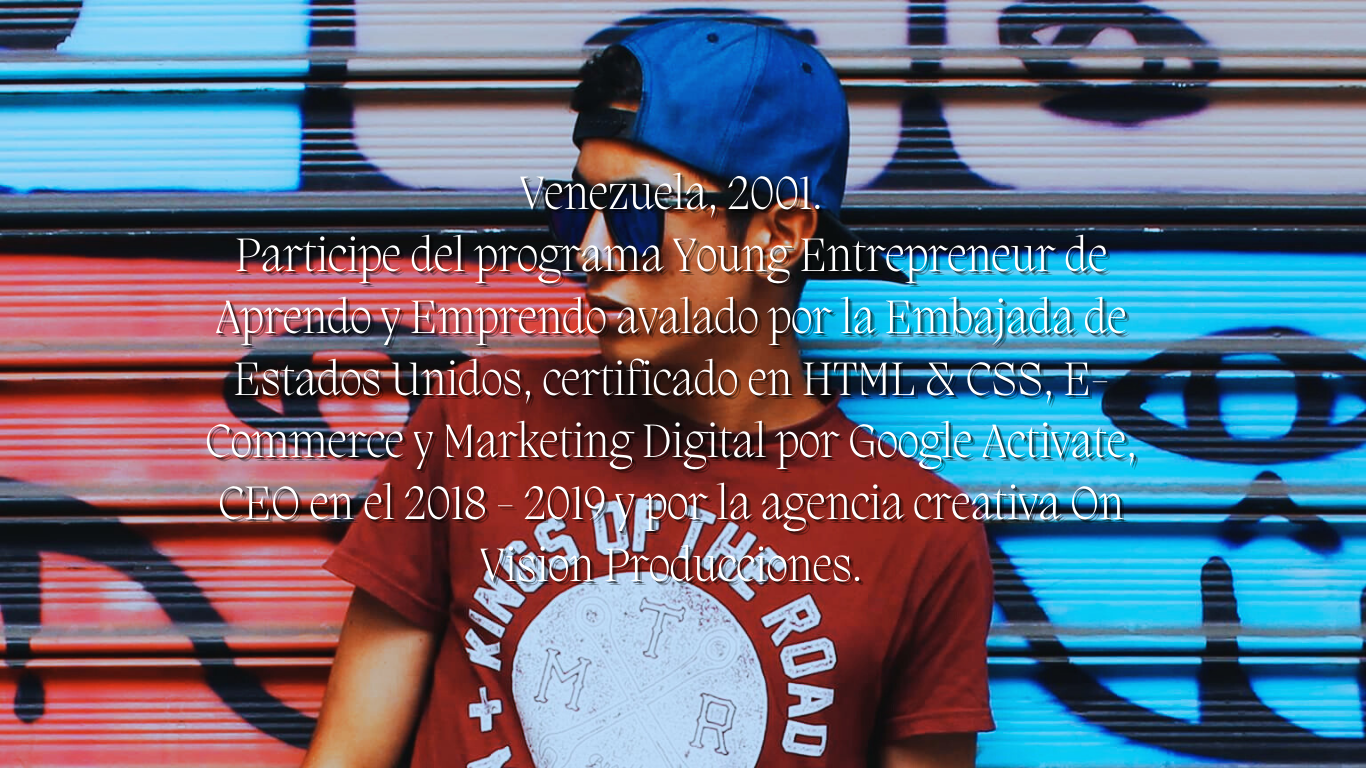 Venezuela, 2001.
Participe del programa Young Entrepreneur de
Aprendo y Emprendo avalado por la Embajada de
Estados Unidos, certificado en HTML & CSS, E-
Commerce y Marketing Digital por Google Activate,
CEO en el 2018 - 2019 y por la agencia creativa On
Vision Producciones.
+ KINGS OF THE ROAD
T
M
R